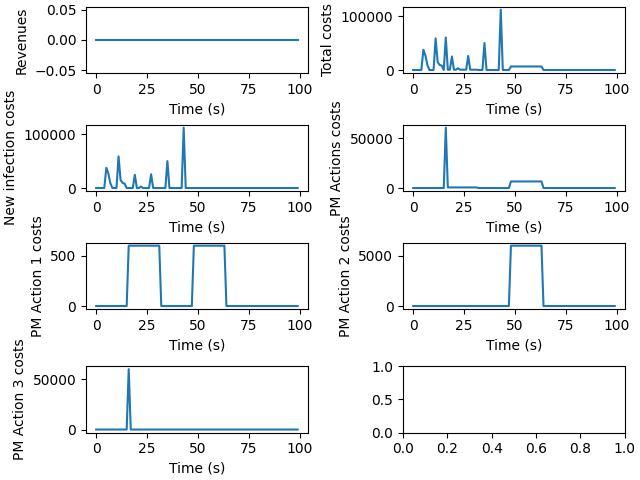 Revenues
0.05
0.00
−0.05
0 25 50 75 100
Time (s)
Total costs
100000
0
0 25 50 75 100
Time (s)
New infection costs
100000
0
0 25 50 75 100
Time (s)
PM Actions costs
50000
0
0 25 50 75 100
Time (s)
PM Action 1 costs
500
0
0 25 50 75 100
Time (s)
PM Action 2 costs
5000
0
0 25 50 75 100
Time (s)
PM Action 3 costs
50000
0
0 25 50 75 100
Time (s)
1.0
0.5
0.0
0.0 0.2 0.4 0.6 0.8 1.0